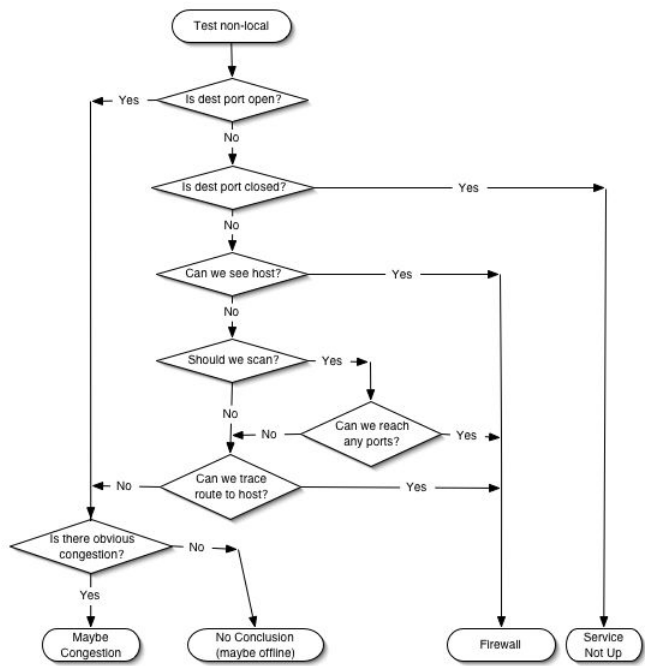 Test non-local
Is dest port open?
Yes
No
Is dest port closed?
Yes
No
Can we see host?
Yes
No
Should we scan?
Yes
No
Can we reach
any ports?
No
Yes
Can we trace
route to host?
No
Yes
Is there obvious
congestion?
No
Yes
Maybe
Congestion
No Conclusion
(maybe offline)
Firewall
Service
Not Up